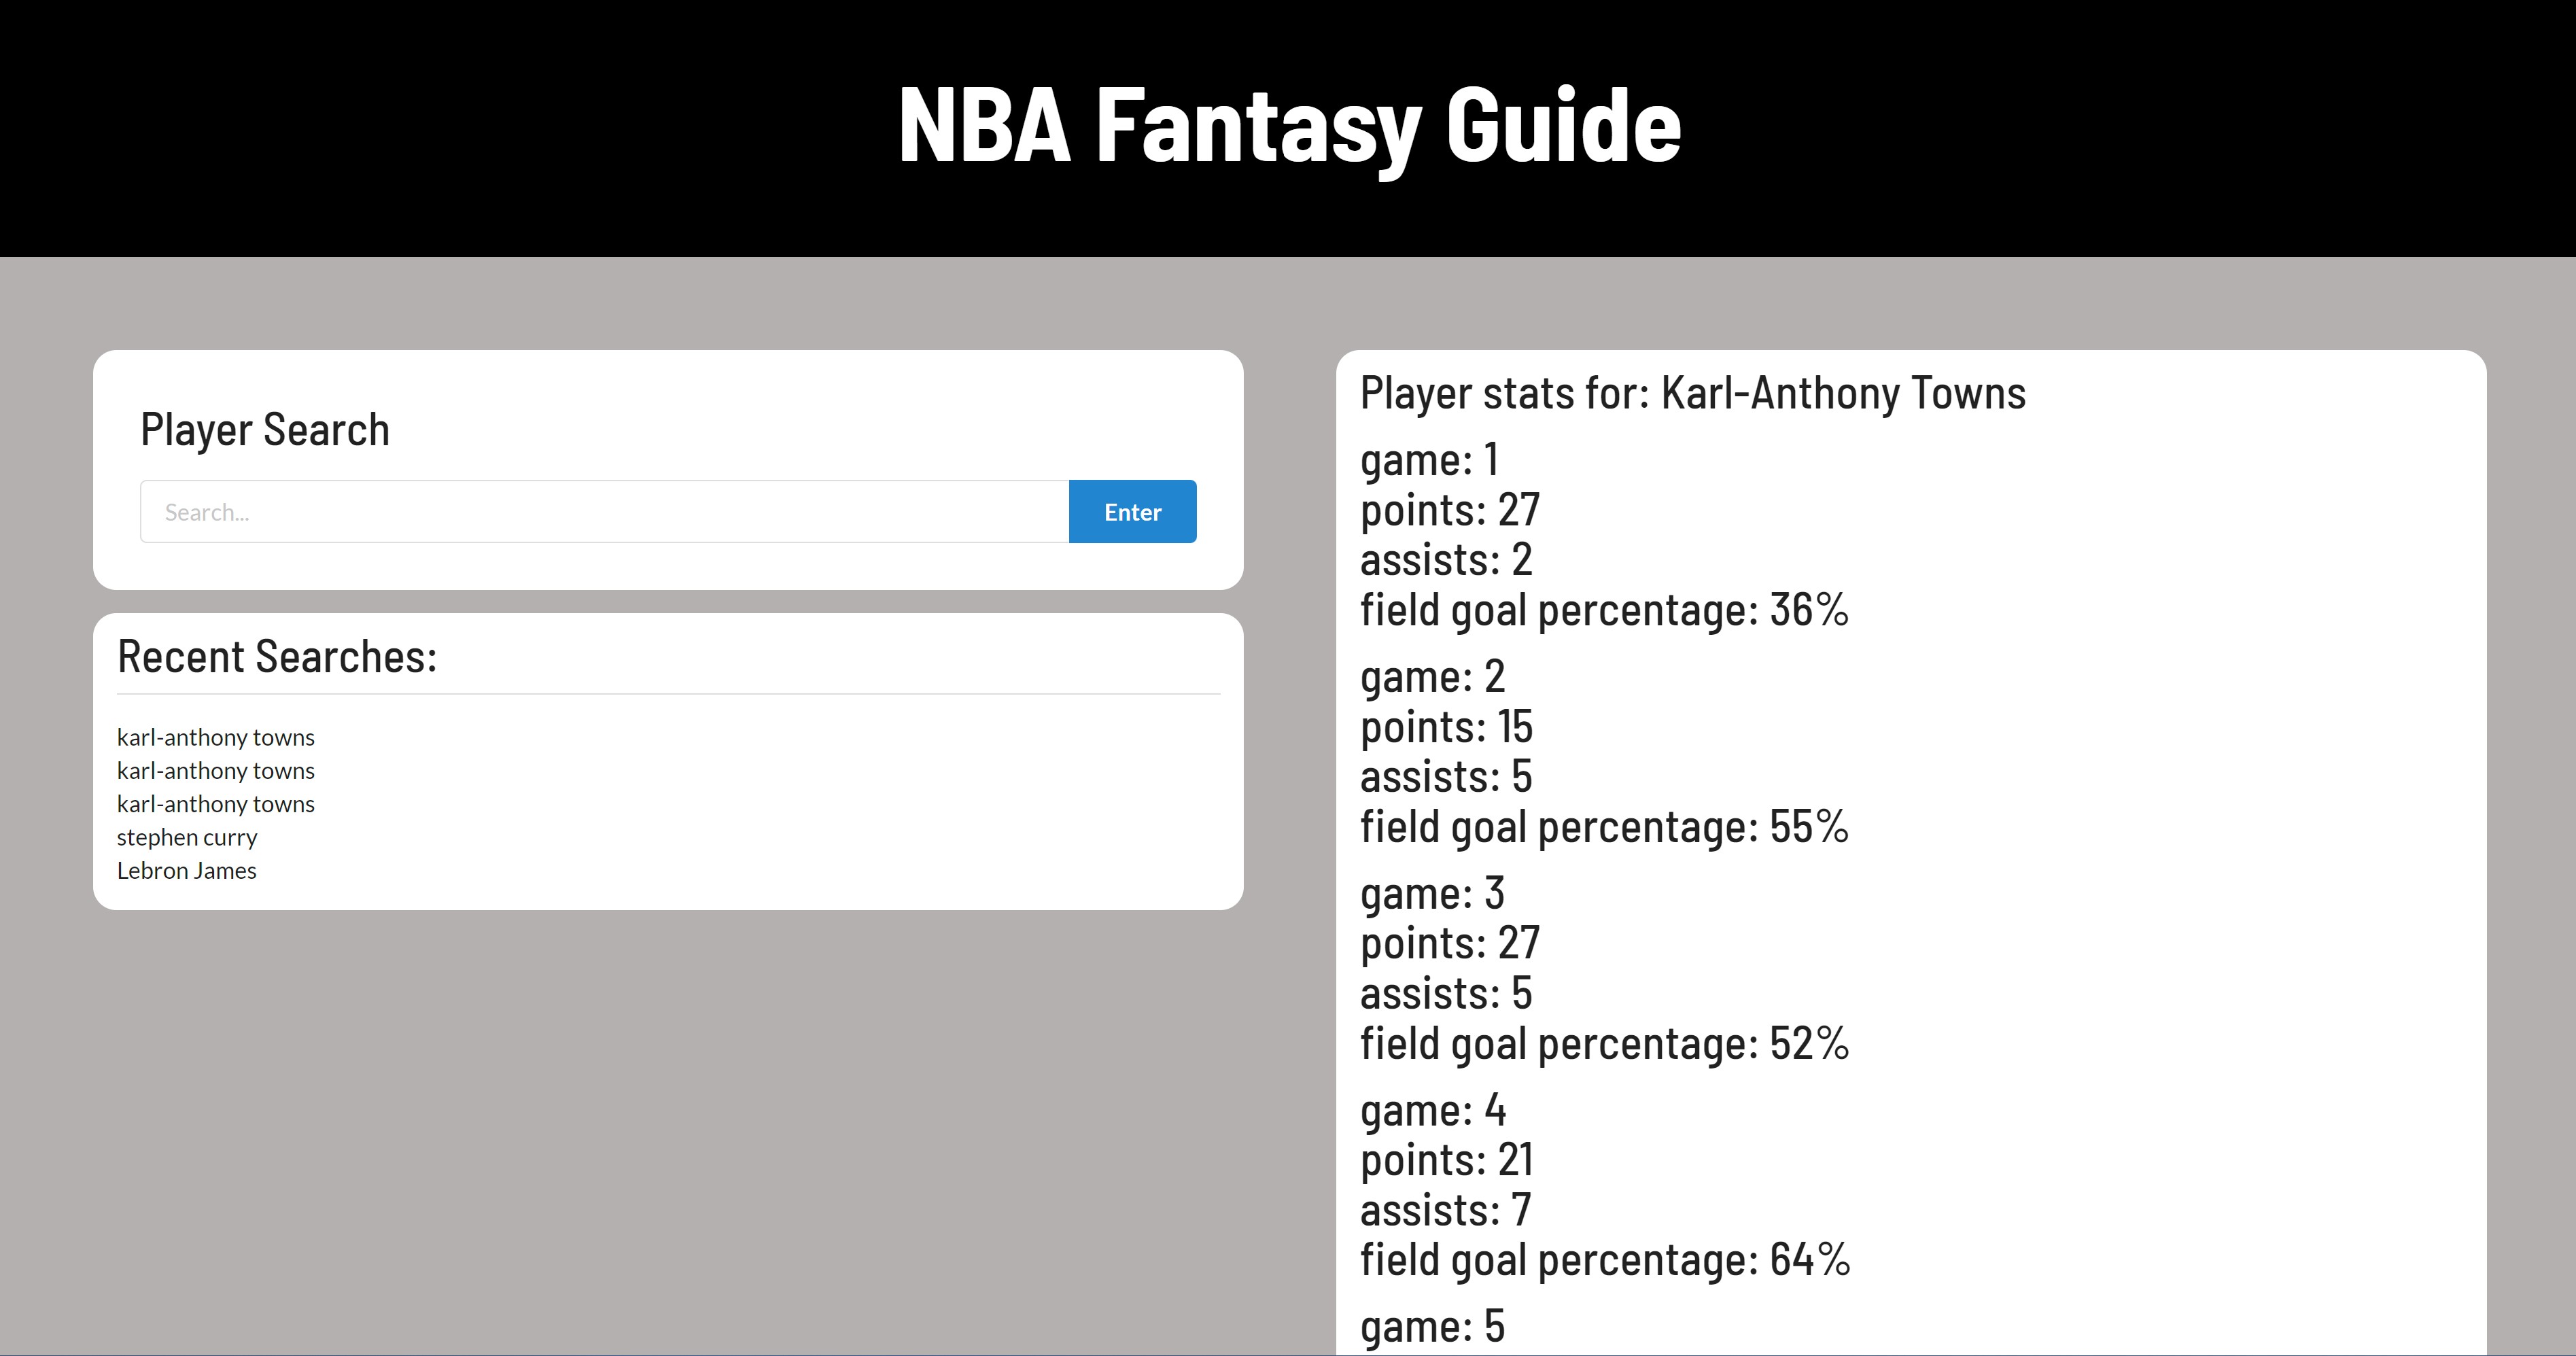 NBA Fantasy Guide
Player Search
Search...
Enter
Recent Searches:
karl-anthony towns
karl-anthony towns
karl-anthony towns
stephen curry
Lebron James
Player stats for: Karl-Anthony Towns
game: 1
points: 27
assists: 2
field goal percentage: 36%
game: 2
points: 15
assists: 5
field goal percentage: 55%
game: 3
points: 27
assists: 5
field goal percentage: 52%
game: 4
points: 21
assists: 7
field goal percentage: 64%
game: 5